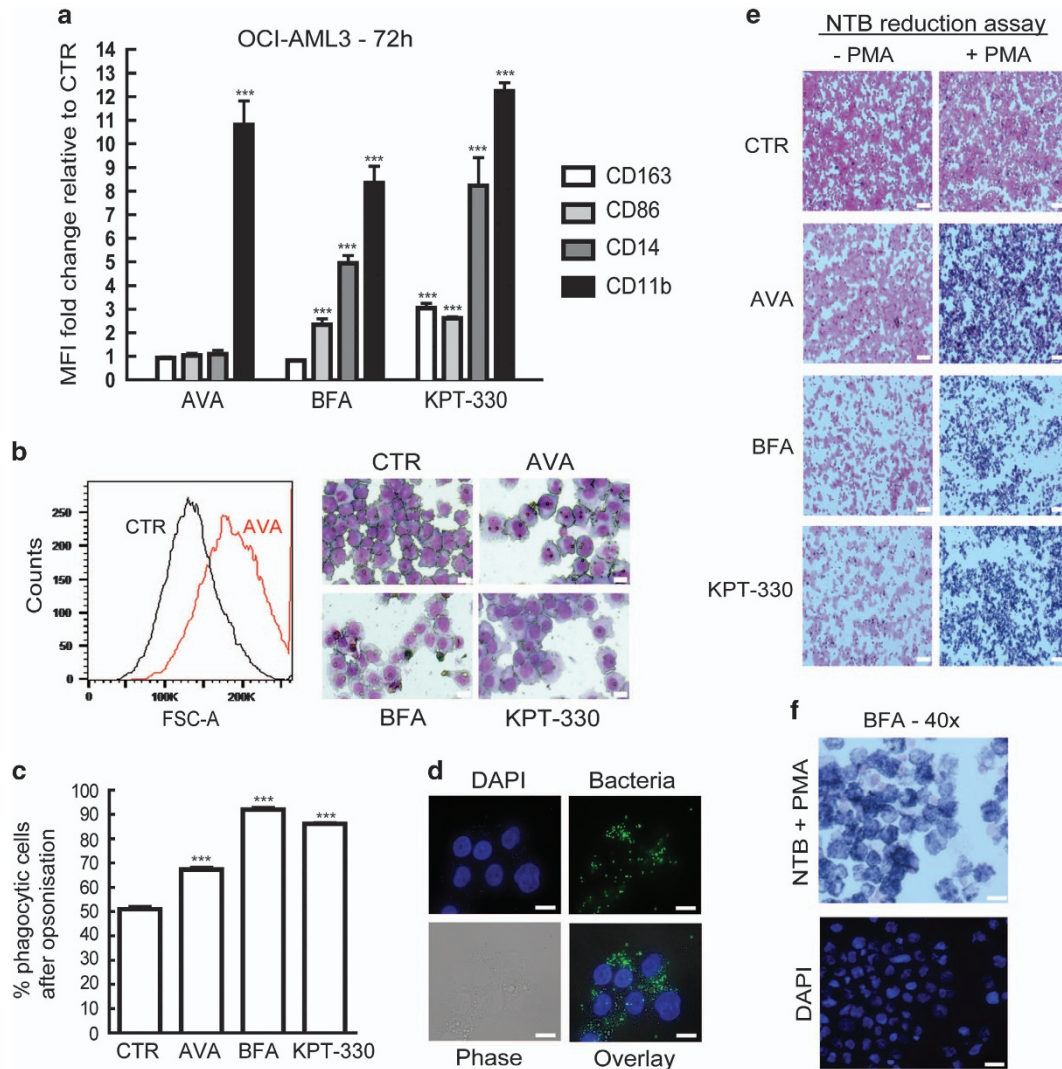 a
OCI-AML3 - 72h
MFI fold change relative to CTR
14
13
12
11
10
9
8
7
6
5
4
3
2
1
0
***
***
***
***
***
***
***
***
AVA
BFA
KPT-330
CD163
CD86
CD14
CD11b
b
Counts
250
200
150
100
50
0
CTR
AVA
0
100K
200K
FSC-A
CTR
AVA
BFA
KPT-330
c
% phagocytic cells
after opsonisation
100
90
80
70
60
50
40
30
20
10
0
***
***
***
CTR
AVA
BFA
KPT-330
d
DAPI
Bacteria
Phase
Overlay
e
NTB reduction assay
- PMA
+ PMA
CTR
AVA
BFA
KPT-330
f
BFA - 40x
NTB + PMA
DAPI